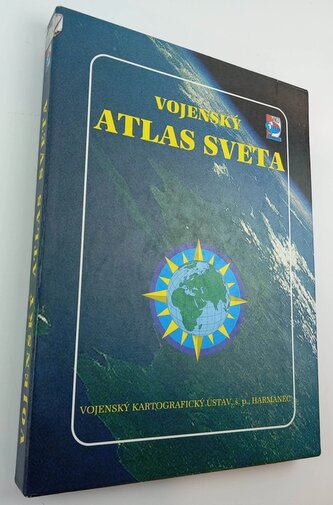 VOJENSKÝ
ATLAS SVETA
VOJENSKÝ KARTOGRAFICKÝ ÚSTAV, š. p., HARMANEC
VOJENSKÝ ATLAS SVETA